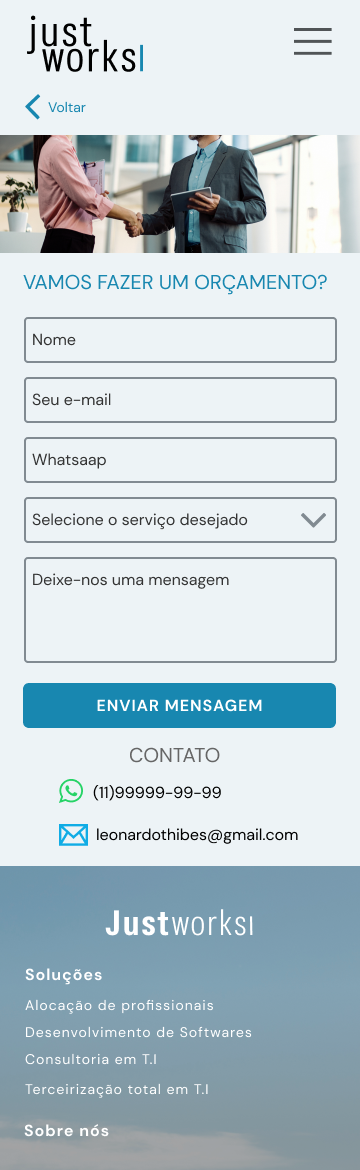 just
works
Voltar
VAMOS FAZER UM ORÇAMENTO?
Nome
Seu e-mail
Whatsaap
Selecione o serviço desejado
Deixe-nos uma mensagem
ENVIAR MENSAGEM
CONTATO
(11)99999-99-99
leonardothibes@gmail.com
Justworks
Soluções
Alocação de profissionais
Desenvolvimento de Softwares
Consultoria em T.I
Terceirização total em T.I
Sobre nós